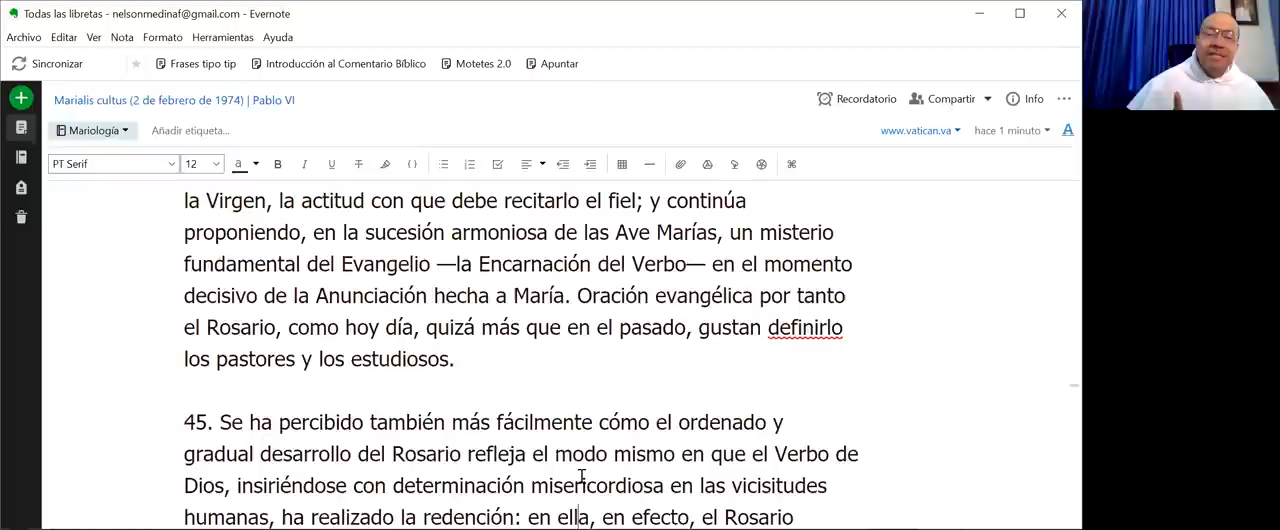 Todas las libretas - nelsonmedinaf@gmail.com - Evernote
Archivo Editar Ver Nota Formato Herramientas Ayuda
Sincronizar Frases tipo tip Introducción al Comentario Bíblico Motetes 2.0 Apuntar
Marialis cultus (2 de febrero de 1974) | Pablo VI Recordatorio Compartir Info
Mariología Añadir etiqueta... www.vatican.va hace 1 minuto A
PT Serif 12 a B I U T
la Virgen, la actitud con que debe recitarlo el fiel; y continúa
proponiendo, en la sucesión armoniosa de las Ave Marías, un misterio
fundamental del Evangelio —la Encarnación del Verbo— en el momento
decisivo de la Anunciación hecha a María. Oración evangélica por tanto
el Rosario, como hoy día, quizá más que en el pasado, gustan definirlo
los pastores y los estudiosos.
45. Se ha percibido también más fácilmente cómo el ordenado y
gradual desarrollo del Rosario refleja el modo mismo en que el Verbo de
Dios, insiriéndose con determinación misericordiosa en las vicisitudes
humanas, ha realizado la redención: en ella, en efecto, el Rosario